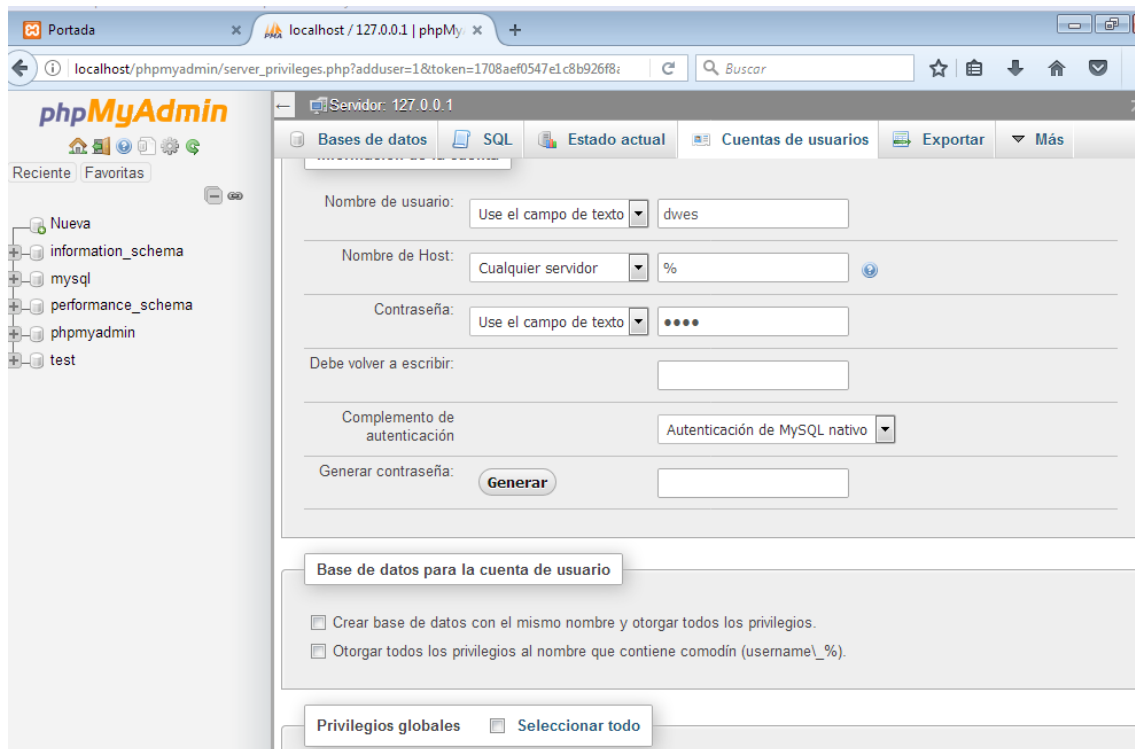 Portada
localhost / 127.0.0.1 | phpMy
localhost/phpmyadmin/server_privileges.php?adduser=1&token=1708aef0547e1c8b926f8
Buscar
phpMyAdmin
Reciente Favoritas
Nueva
information_schema
mysql
performance_schema
phpmyadmin
test
Servidor: 127.0.0.1
Bases de datos SQL Estado actual Cuentas de usuarios Exportar Más
Información de la cuenta
Nombre de usuario: Use el campo de texto dwes
Nombre de Host: Cualquier servidor %
Contraseña: Use el campo de texto ••••
Debe volver a escribir:
Complemento de
autenticación
Autenticación de MySQL nativo
Generar contraseña: Generar
Base de datos para la cuenta de usuario
Crear base de datos con el mismo nombre y otorgar todos los privilegios.
Otorgar todos los privilegios al nombre que contiene comodín (username\_%).
Privilegios globales Seleccionar todo